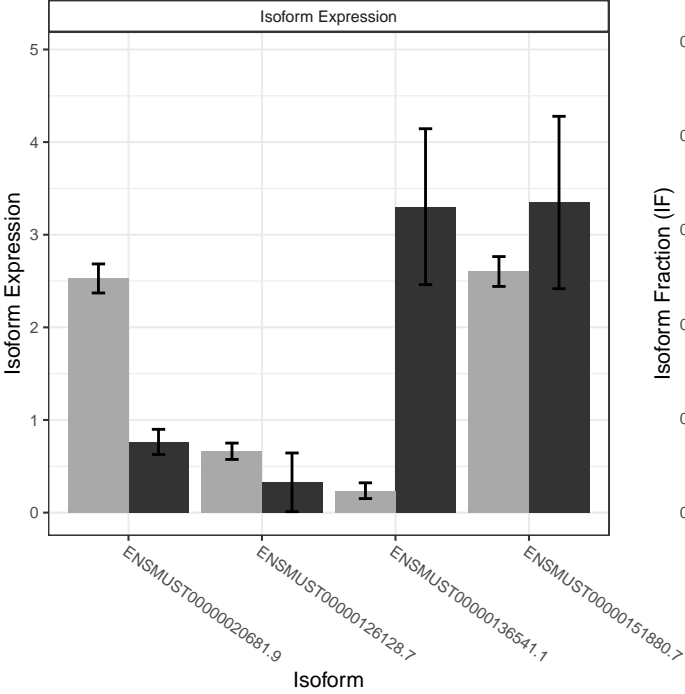 Isoform Expression
Isoform Expression
5
4
3
2
1
0
ENSMUST00000020681.9
ENSMUST00000126128.7
ENSMUST00000136541.1
ENSMUST00000151880.7
Isoform
Isoform Fraction (IF)